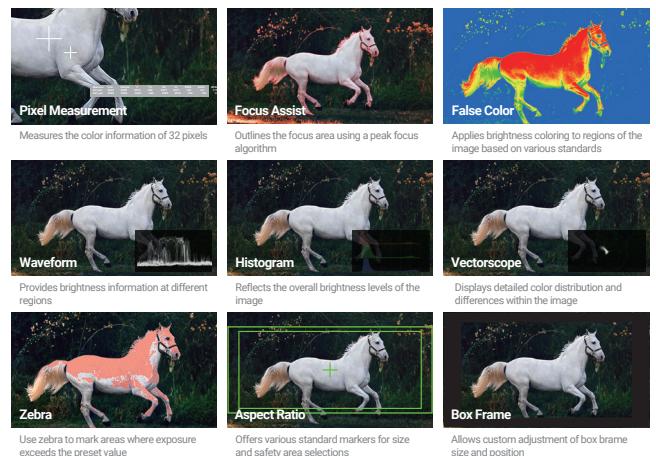 Pixel Measurement
Measures the color information of 32 pixels
Focus Assist
Outlines the focus area using a peak focus
algorithm
False Color
Applies brightness coloring to regions of the
image based on various standards
Waveform
Provides brightness information at different
regions
Histogram
Reflects the overall brightness levels of the
image
Vectorscope
Displays detailed color distribution and
differences within the image
Zebra
Use zebra to mark areas where exposure
exceeds the preset value
Aspect Ratio
Offers various standard markers for size
and safety area selections
Box Frame
Allows custom adjustment of box brame
size and position